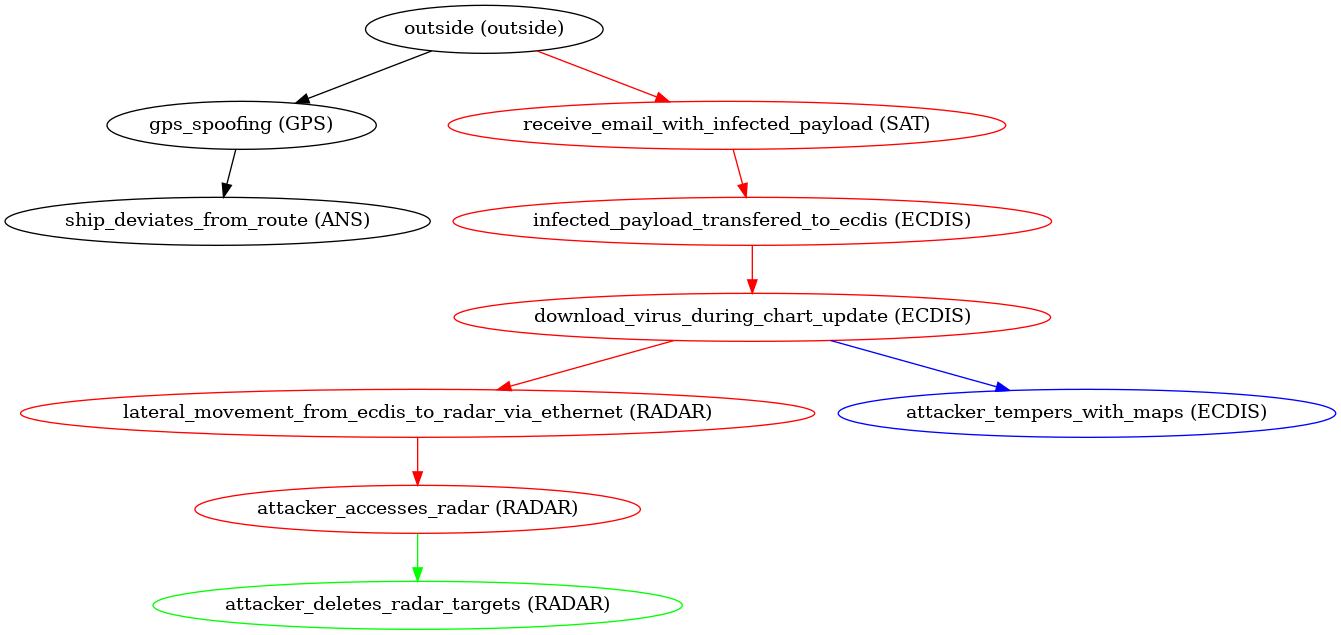 outside (outside)
gps_spoofing (GPS)
receive_email_with_infected_payload (SAT)
ship_deviates_from_route (ANS)
infected_payload_transfered_to_ecdis (ECDIS)
download_virus_during_chart_update (ECDIS)
lateral_movement_from_ecdis_to_radar_via_ethernet (RADAR)
attacker_tempers_with_maps (ECDIS)
attacker_accesses_radar (RADAR)
attacker_deletes_radar_targets (RADAR)